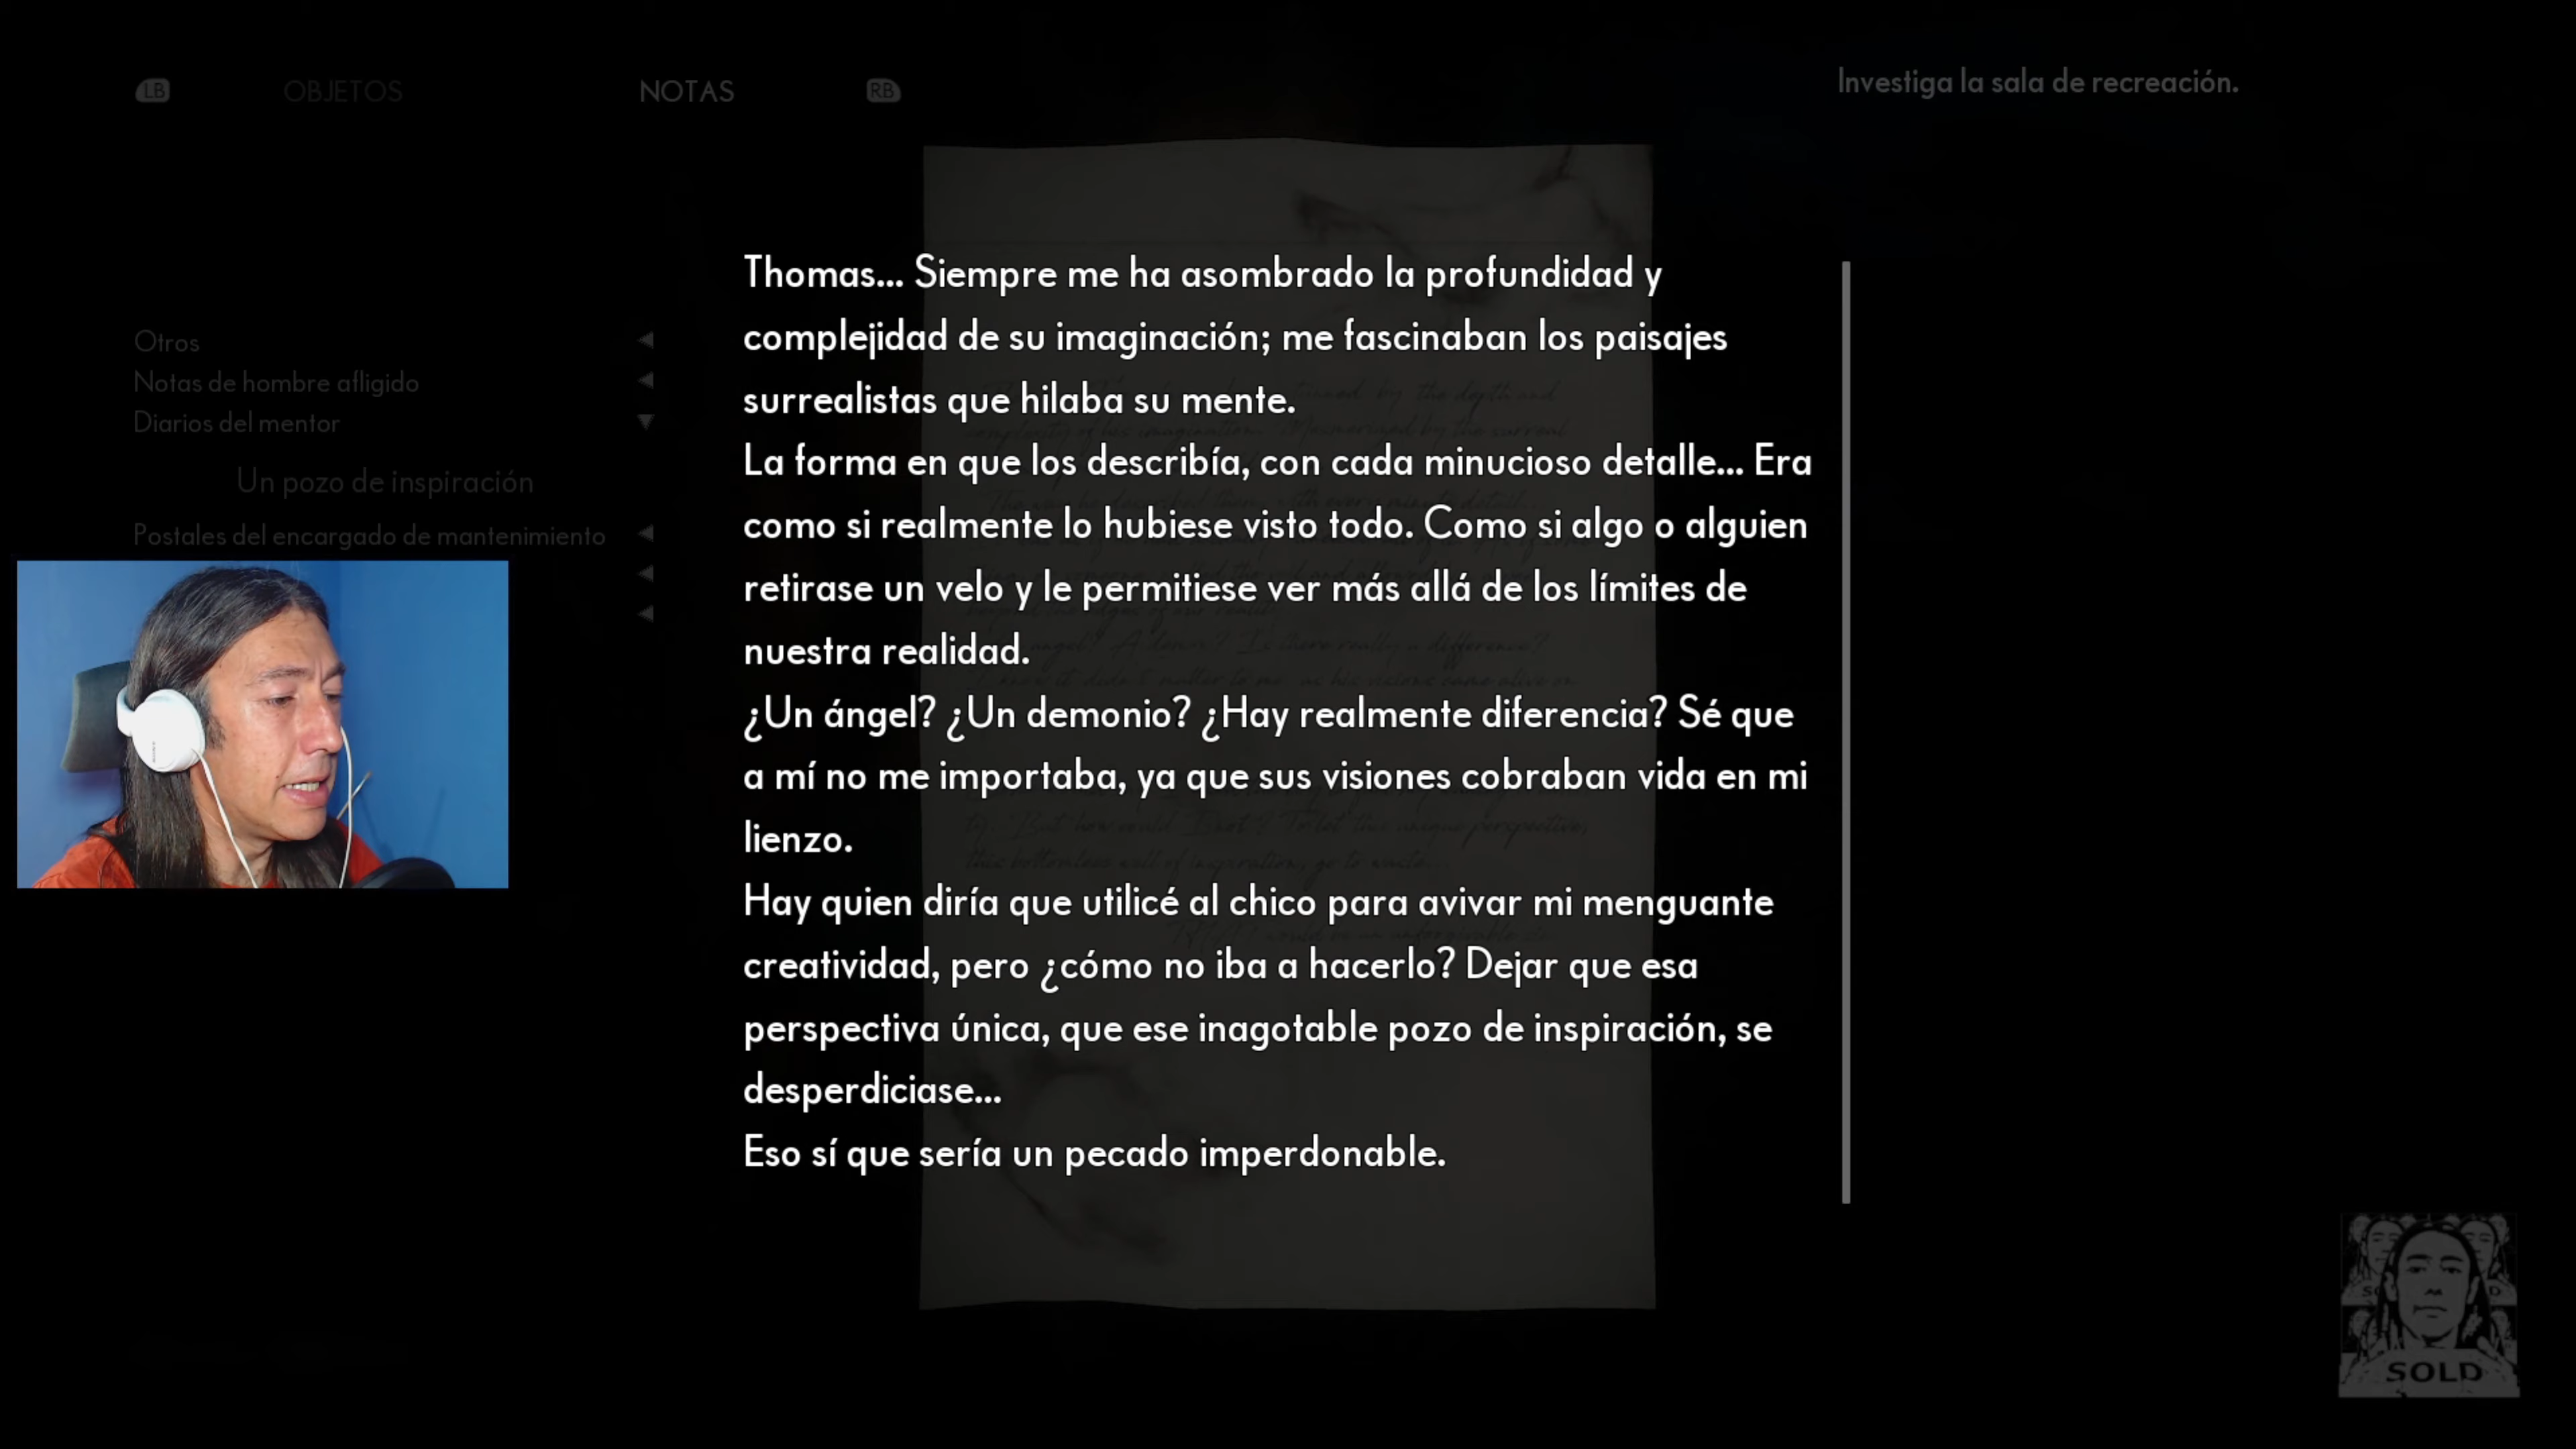 LB
OBJETOS
NOTAS
RB
Investiga la sala de recreación.
Otros
Notas de hombre afligido
Diarios del mentor
Un pozo de inspiración
Postales del encargado de mantenimiento
Thomas... Siempre me ha asombrado la profundidad y
complejidad de su imaginación; me fascinaban los paisajes
surrealistas que hilaba su mente.
La forma en que los describía, con cada minucioso detalle... Era
como si realmente lo hubiese visto todo. Como si algo o alguien
retirase un velo y le permitiese ver más allá de los límites de
nuestra realidad.
¿Un ángel? ¿Un demonio? ¿Hay realmente diferencia? Sé que
a mí no me importaba, ya que sus visiones cobraban vida en mi
lienzo.
Hay quien diría que utilicé al chico para avivar mi menguante
creatividad, pero ¿cómo no iba a hacerlo? Dejar que esa
perspectiva única, que ese inagotable pozo de inspiración, se
desperdiciase...
Eso sí que sería un pecado imperdonable.
SOLD